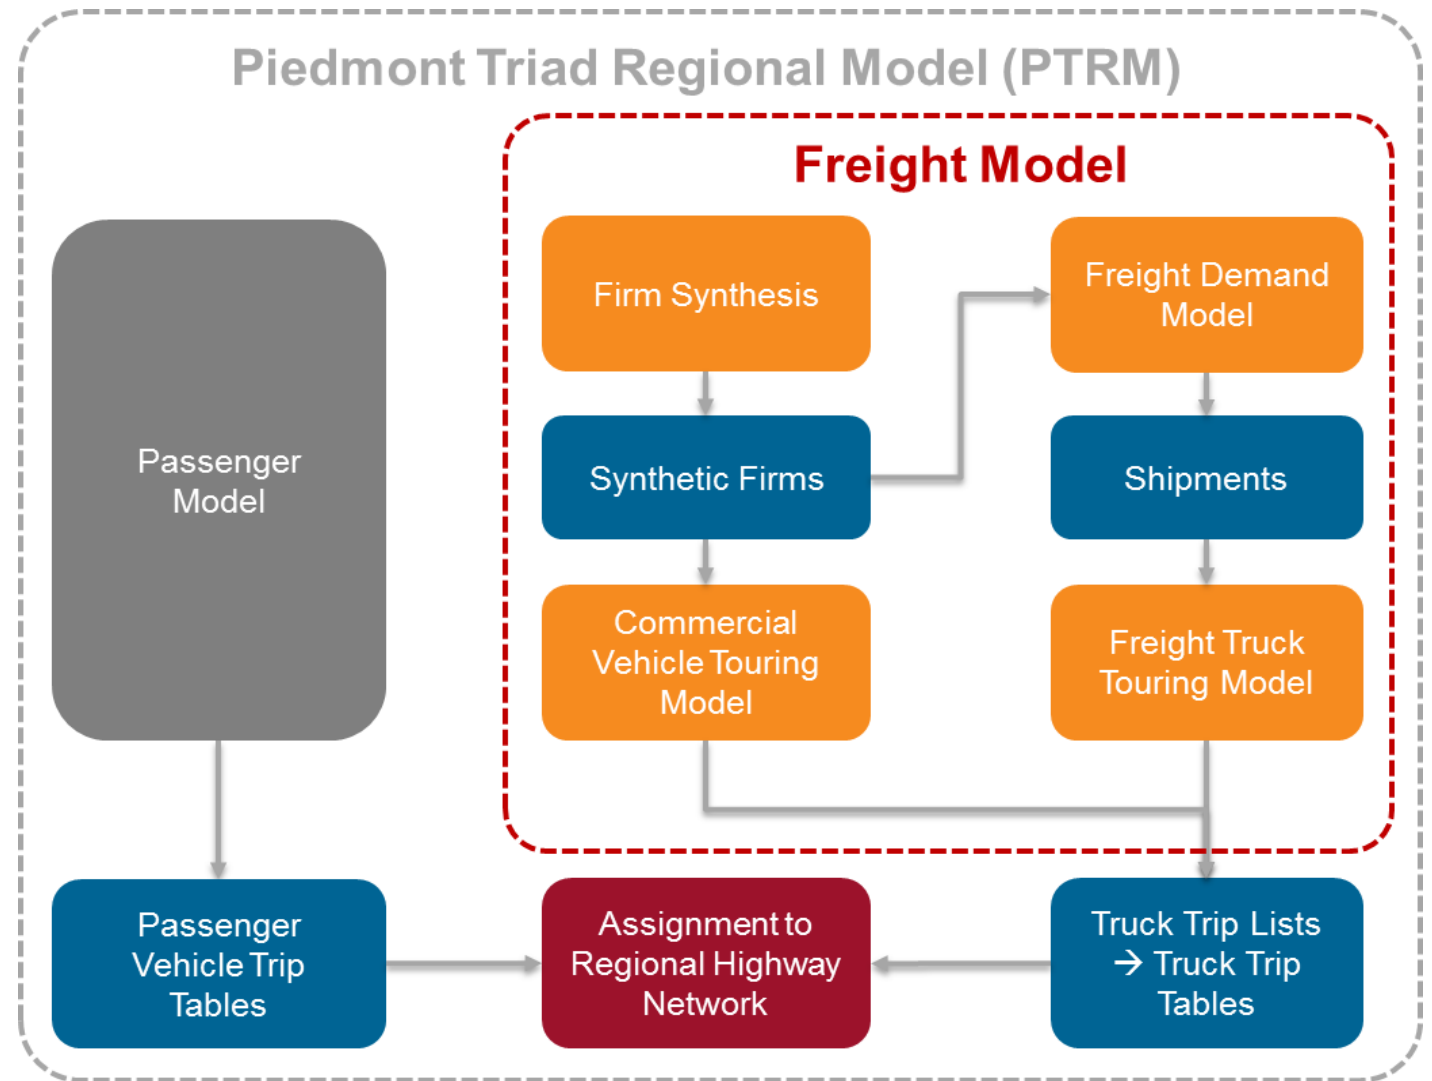 Piedmont Triad Regional Model (PTRM)
Freight Model
Firm Synthesis
Freight Demand
Model
Passenger
Model
Synthetic Firms
Shipments
Commercial
Vehicle Touring
Model
Freight Truck
Touring Model
Passenger
Vehicle Trip
Tables
Assignment to
Regional Highway
Network
Truck Trip Lists
→ Truck Trip
Tables